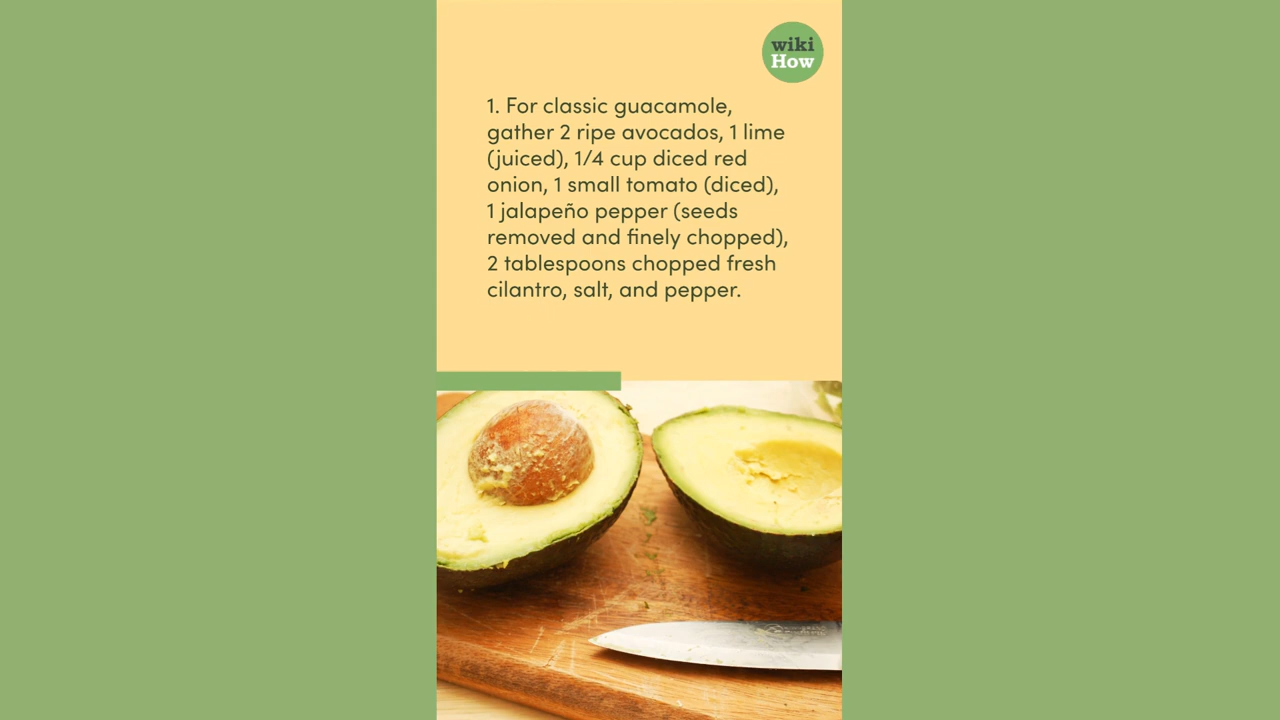 wiki
How
1. For classic guacamole,
gather 2 ripe avocados, 1 lime
(juiced), 1/4 cup diced red
onion, 1 small tomato (diced),
1 jalapeño pepper (seeds
removed and finely chopped),
2 tablespoons chopped fresh
cilantro, salt, and pepper.